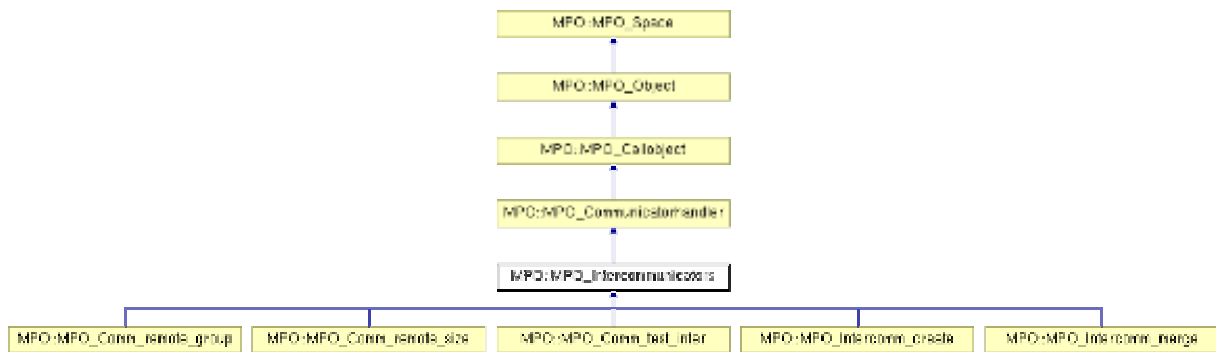 MPO::MPO_Space
MPO::MPO_Object
MPO::MPO_Callobject
MPO::MPO_Communicatorhandler
MPO::MPO_Intercommunicators
MPO::MPO_Comm_remote_group
MPO::MPO_Comm_remote_size
MPO::MPO_Comm_test_inter
MPO::MPO_Intercomm_create
MPO::MPO_Intercomm_merge